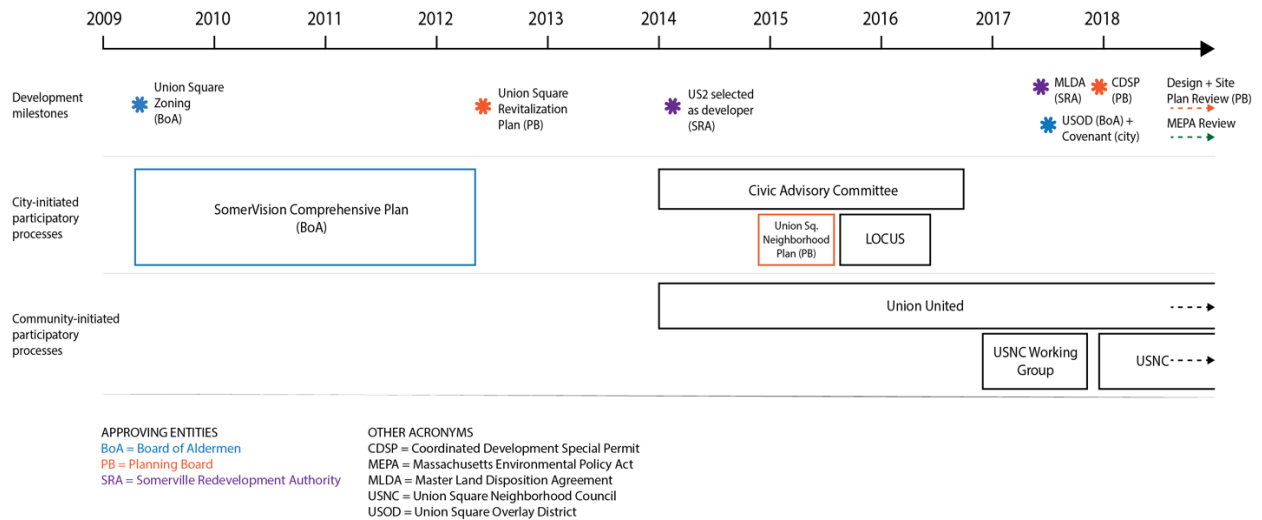 2009 2010 2011 2012 2013 2014 2015 2016 2017 2018
Development
milestones
Union Square
Zoning
(BoA)
Union Square
Revitalization
Plan (PB)
US2 selected
as developer
(SRA)
MLDA
(SRA)
CDSP
(PB)
USOD (BoA) +
Covenant (city)
Design + Site
Plan Review (PB)
MEPA Review
City-initiated
participatory
processes
SomerVision Comprehensive Plan
(BoA)
Civic Advisory Committee
Union Sq.
Neighborhood
Plan (PB)
LOCUS
Community-initiated
participatory
processes
Union United
USNC Working
Group
USNC
APPROVING ENTITIES
BoA = Board of Aldermen
PB = Planning Board
SRA = Somerville Redevelopment Authority
OTHER ACRONYMS
CDSP = Coordinated Development Special Permit
MEPA = Massachusetts Environmental Policy Act
MLDA = Master Land Disposition Agreement
USNC = Union Square Neighborhood Council
USOD = Union Square Overlay District